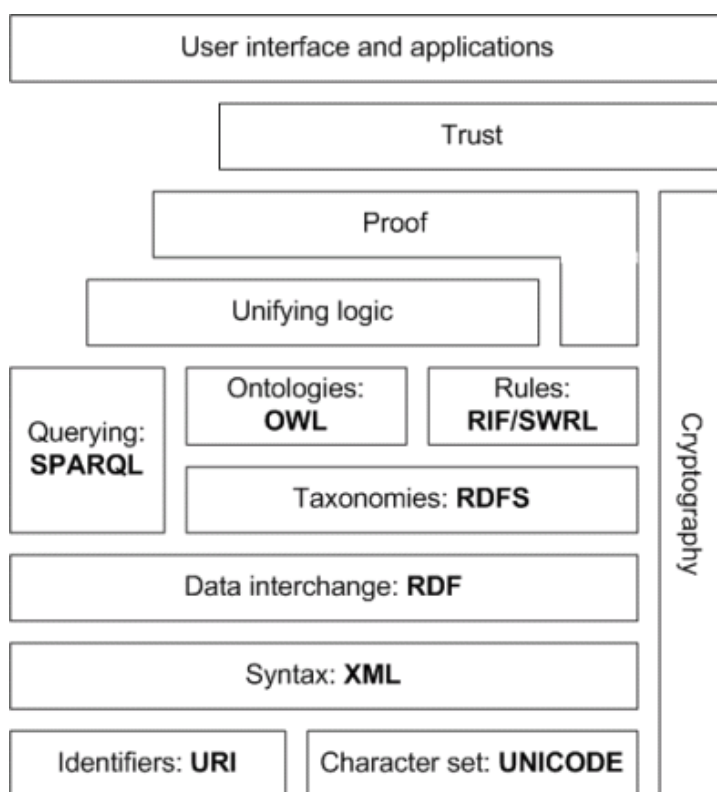 User interface and applications
Trust
Proof
Unifying logic
Querying:
SPARQL
Ontologies:
OWL
Rules:
RIF/SWRL
Taxonomies: RDFS
Cryptography
Data interchange: RDF
Syntax: XML
Identifiers: URI
Character set: UNICODE